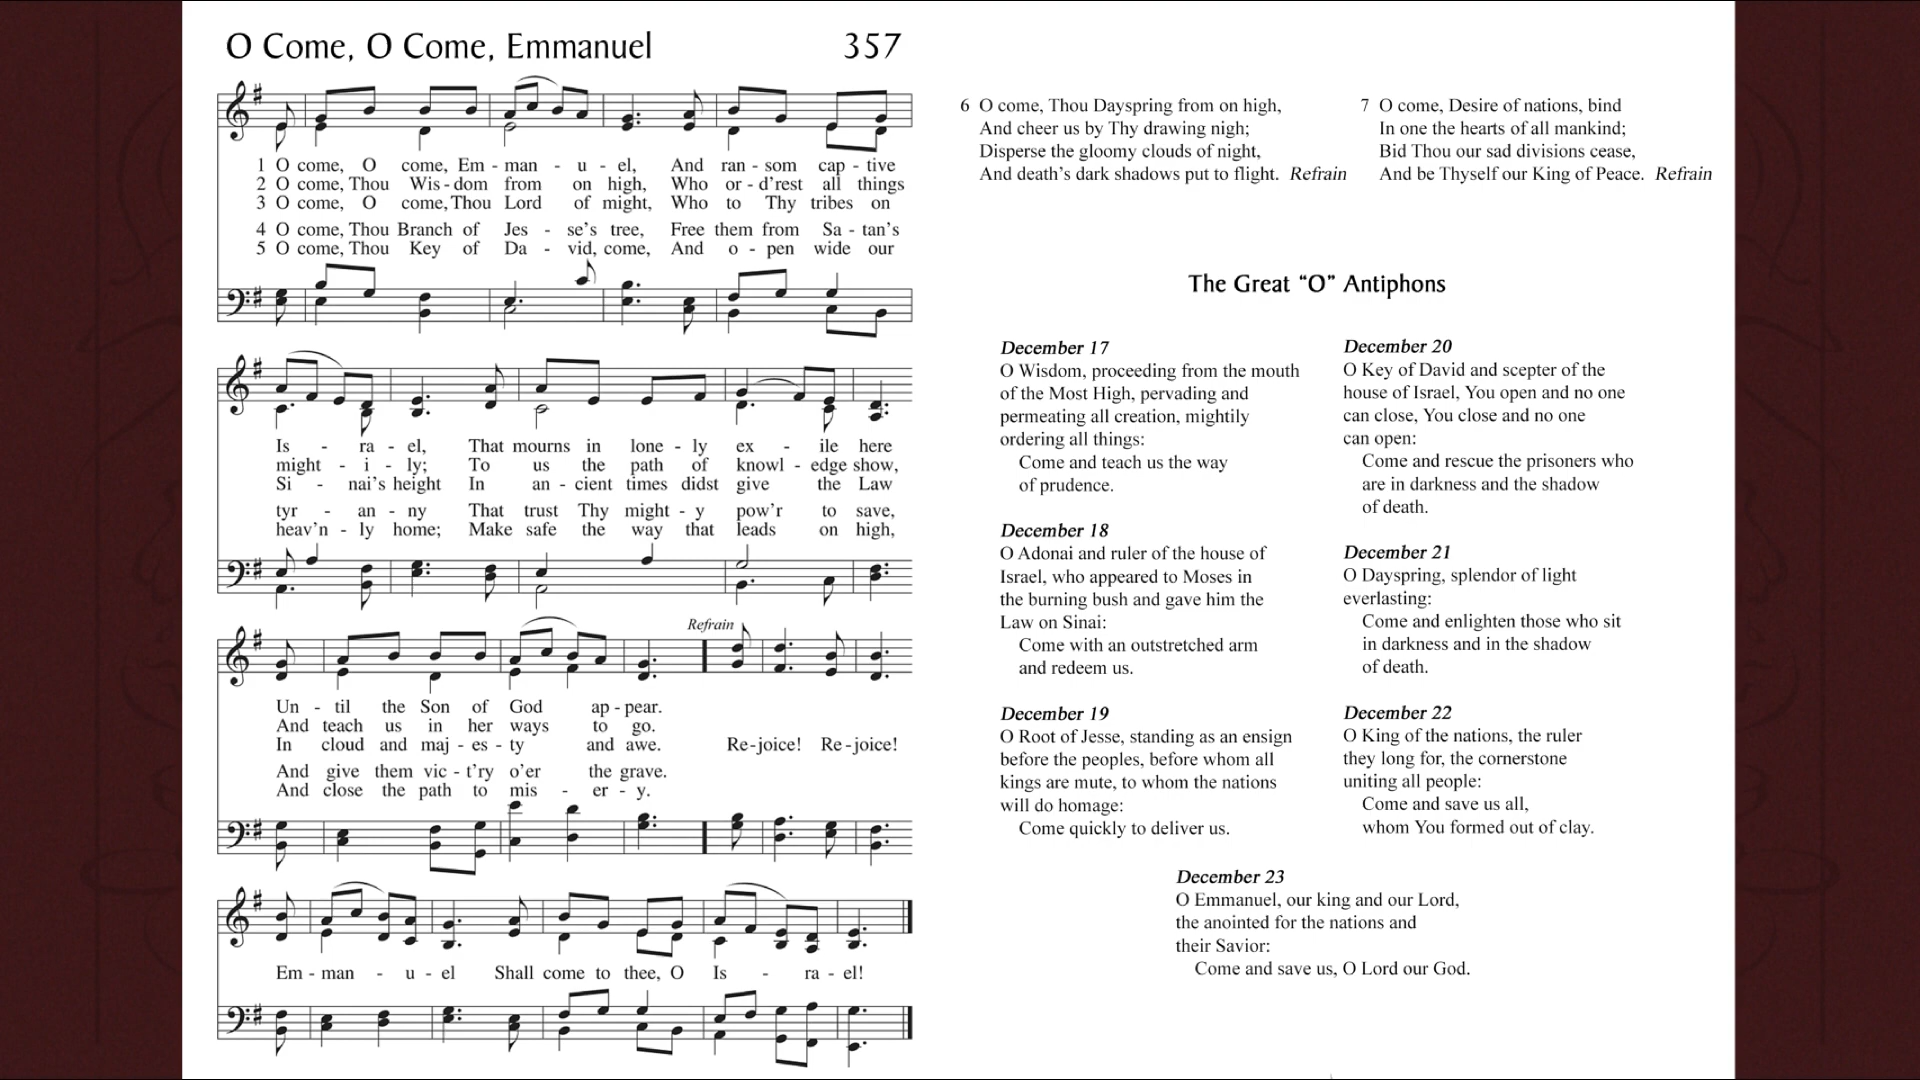 O Come, O Come, Emmanuel 357
1 O come, O come, Em - man - u - el, And ran - som cap - tive
2 O come, Thou Wis - dom from on high, Who or - d'rest all things
3 O come, O come, Thou Lord of might, Who to Thy tribes on
4 O come, Thou Branch of Jes - se's tree, Free them from Sa - tan's
5 O come, Thou Key of Da - vid, come, And o - pen wide our
Is - ra - el, That mourns in lone - ly ex - ile here
might - i - ly; To us the path of knowl - edge show,
Si - nai's height In an - cient times didst give the Law
tyr - an - ny That trust Thy might - y pow'r to save,
heav'n - ly home; Make safe the way that leads on high,
Refrain
Un - til the Son of God ap - pear.
And teach us in her ways to go.
In cloud and maj - es - ty and awe. Re - joice! Re - joice!
And give them vic - t'ry o'er the grave.
And close the path to mis - er - y.
Em - man - u - el Shall come to thee, O Is - ra - el!
6 O come, Thou Dayspring from on high,
And cheer us by Thy drawing nigh;
Disperse the gloomy clouds of night,
And death's dark shadows put to flight. Refrain
7 O come, Desire of nations, bind
In one the hearts of all mankind;
Bid Thou our sad divisions cease,
And be Thyself our King of Peace. Refrain
The Great “O” Antiphons
December 17
O Wisdom, proceeding from the mouth
of the Most High, pervading and
permeating all creation, mightily
ordering all things:
Come and teach us the way
of prudence.
December 18
O Adonai and ruler of the house of
Israel, who appeared to Moses in
the burning bush and gave him the
Law on Sinai:
Come with an outstretched arm
and redeem us.
December 19
O Root of Jesse, standing as an ensign
before the peoples, before whom all
kings are mute, to whom the nations
will do homage:
Come quickly to deliver us.
December 20
O Key of David and scepter of the
house of Israel, You open and no one
can close, You close and no one
can open:
Come and rescue the prisoners who
are in darkness and the shadow
of death.
December 21
O Dayspring, splendor of light
everlasting:
Come and enlighten those who sit
in darkness and in the shadow
of death.
December 22
O King of the nations, the ruler
they long for, the cornerstone
uniting all people:
Come and save us all,
whom You formed out of clay.
December 23
O Emmanuel, our king and our Lord,
the anointed for the nations and
their Savior:
Come and save us, O Lord our God.